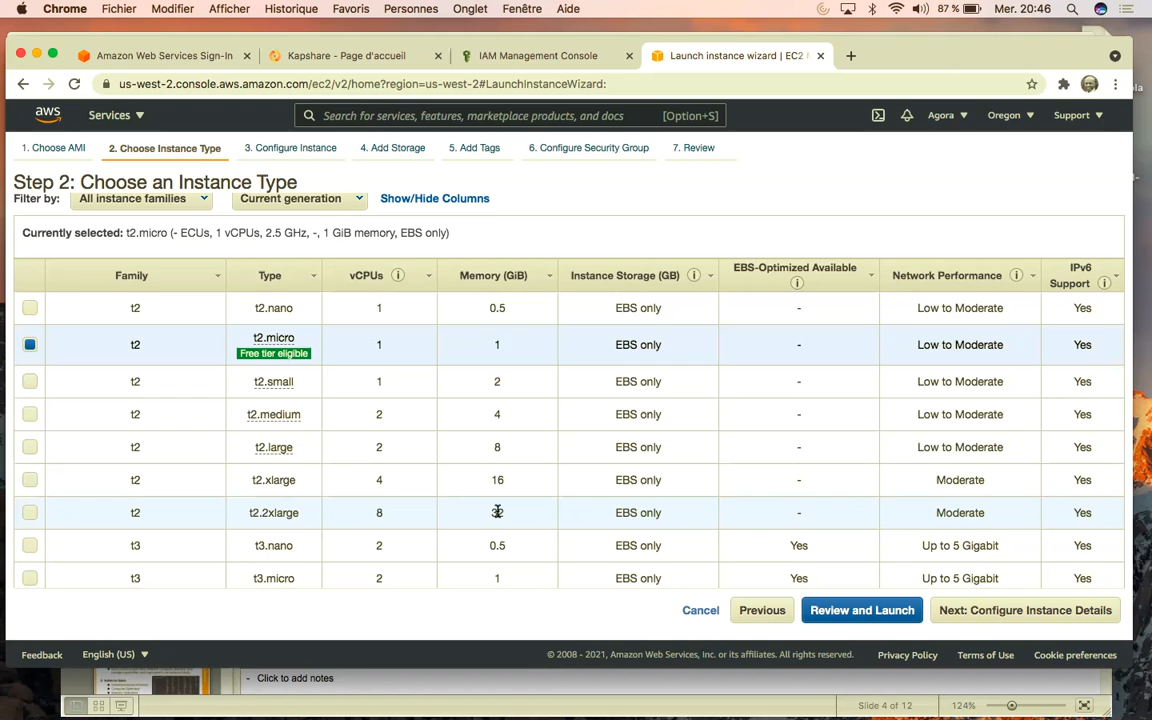 Chrome Fichier Modifier Afficher Historique Favoris Personnes Onglet Fenêtre Aide 87 % Mer. 20:46
Amazon Web Services Sign-In Kapshare - Page d'accueil IAM Management Console Launch instance wizard | EC2
us-west-2.console.aws.amazon.com/ec2/v2/home?region=us-west-2#LaunchInstanceWizard:
aws Services Search for services, features, marketplace products, and docs [Option+S] Agora Oregon Support
1. Choose AMI 2. Choose Instance Type 3. Configure Instance 4. Add Storage 5. Add Tags 6. Configure Security Group 7. Review
Step 2: Choose an Instance Type
Filter by: All instance families Current generation Show/Hide Columns
Currently selected: t2.micro (- ECUs, 1 vCPUs, 2.5 GHz, -, 1 GiB memory, EBS only)
Family Type vCPUs Memory (GiB) Instance Storage (GB) EBS-Optimized Available Network Performance IPv6 Support
t2 t2.nano 1 0.5 EBS only - Low to Moderate Yes
t2 t2.micro Free tier eligible 1 1 EBS only - Low to Moderate Yes
t2 t2.small 1 2 EBS only - Low to Moderate Yes
t2 t2.medium 2 4 EBS only - Low to Moderate Yes
t2 t2.large 2 8 EBS only - Low to Moderate Yes
t2 t2.xlarge 4 16 EBS only - Moderate Yes
t2 t2.2xlarge 8 32 EBS only - Moderate Yes
t3 t3.nano 2 0.5 EBS only Yes Up to 5 Gigabit Yes
t3 t3.micro 2 1 EBS only Yes Up to 5 Gigabit Yes
Cancel Previous Review and Launch Next: Configure Instance Details
Feedback English (US) © 2008 - 2021, Amazon Web Services, Inc. or its affiliates. All rights reserved. Privacy Policy Terms of Use Cookie preferences
- Click to add notes
Slide 4 of 12 124%